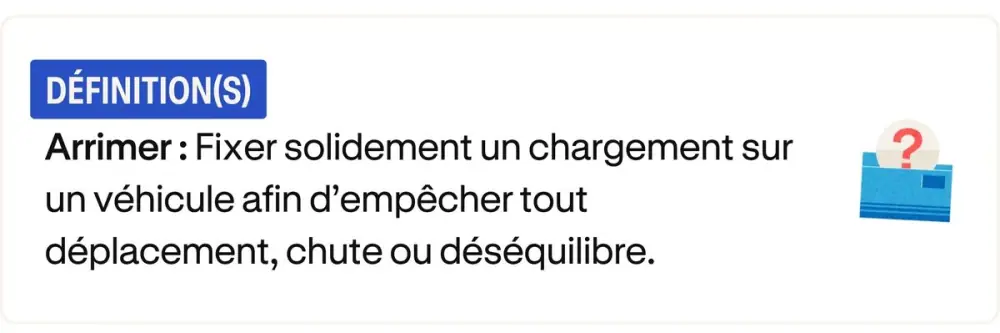 DÉFINITION(S)
Arrimer : Fixer solidement un chargement sur
un véhicule afin d’empêcher tout
déplacement, chute ou déséquilibre.
?